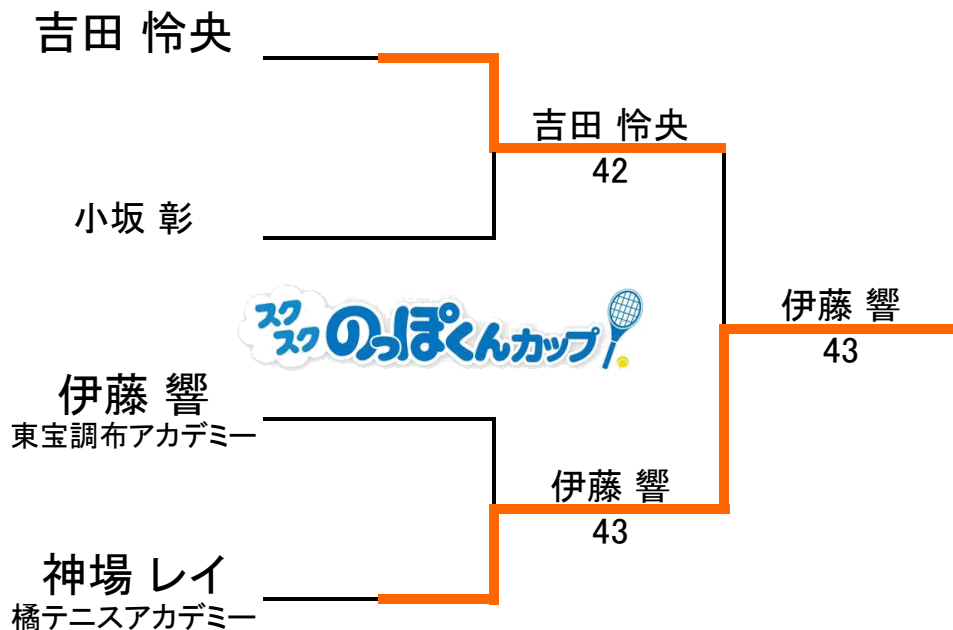 吉田 怜央
吉田 怜央
42
小坂 彰
伊藤 響
43
スクスクのっぽくんカップ
伊藤 響
東宝調布アカデミー
伊藤 響
43
神場 レイ
橘テニスアカデミー